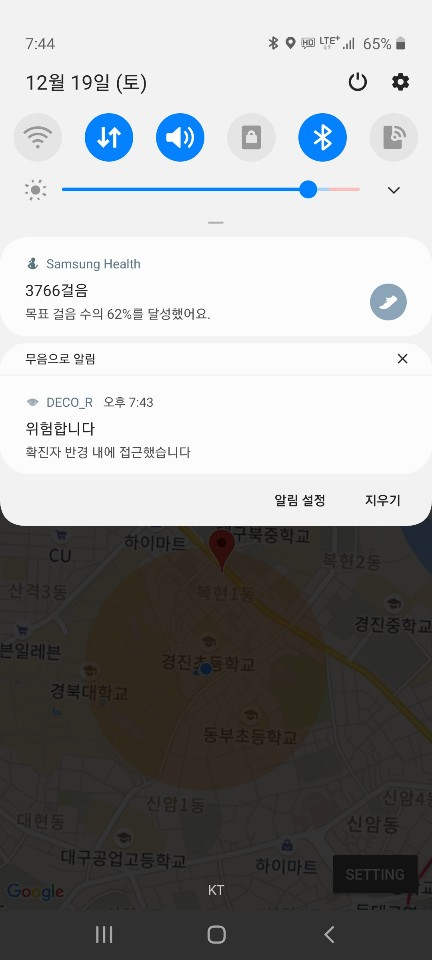 7:44
LTE+
65%
12월 19일 (토)
Samsung Health
3766걸음
목표 걸음 수의 62%를 달성했어요.
무음으로 알림
DECO_R 오후 7:43
위험합니다
확진자 반경 내에 접근했습니다
알림 설정 지우기
대구북중학교
하이마트
CU
복현2동
산격3동
복현1동
경진중학교
세븐일레븐
경진초등학교
경북대학교
동부초등학교
신암1동
신암4동
대현동
신암동
대구공업고등학교
하이마트
SETTING
KT
Google